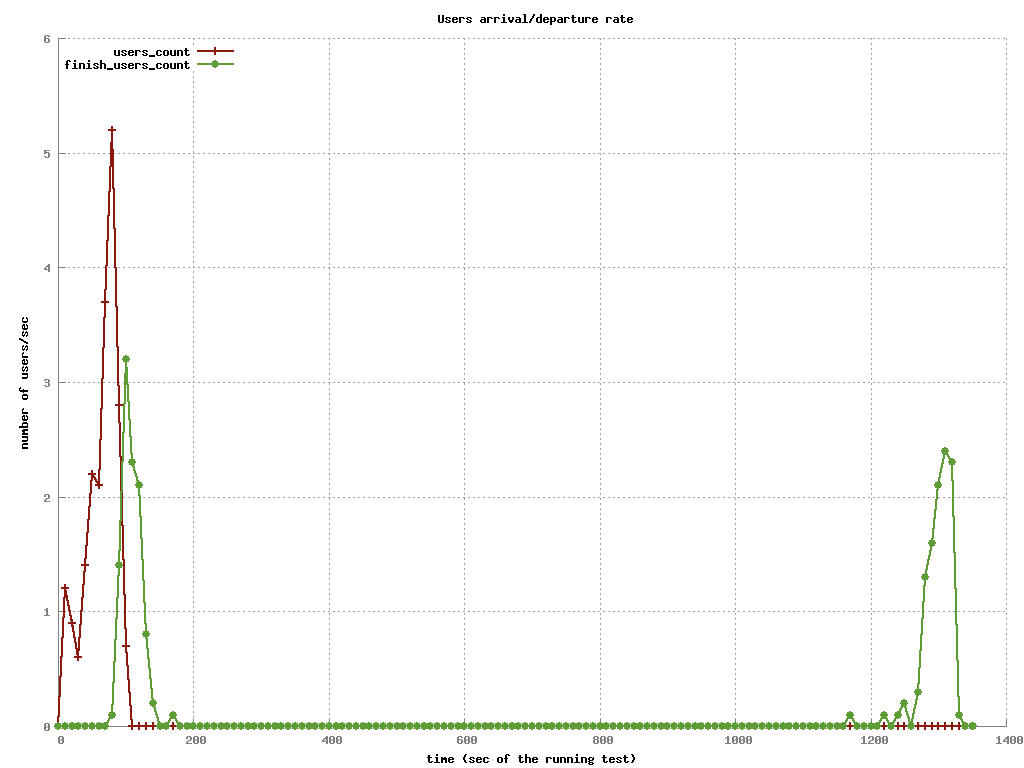 Users arrival/departure rate
users_count
finish_users_count
6
5
4
3
2
1
0
number of users/sec
0 200 400 600 800 1000 1200 1400
time (sec of the running test)